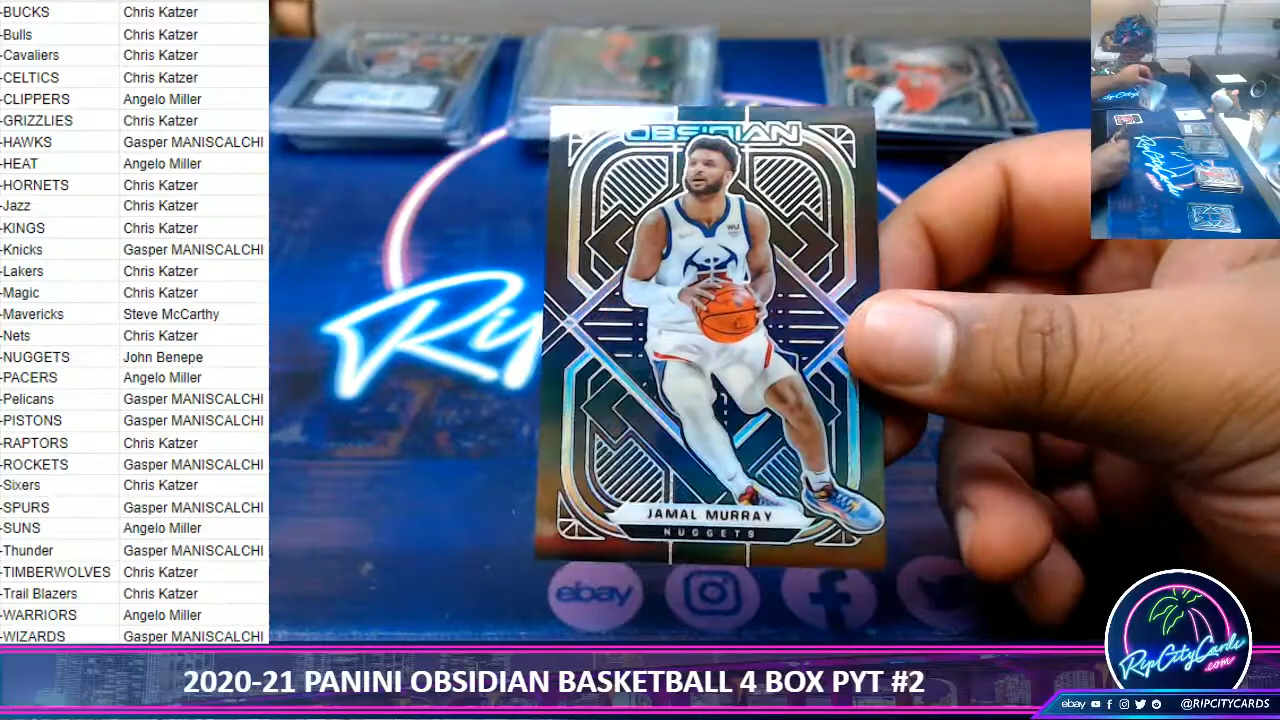 -BUCKS Chris Katzer
-Bulls Chris Katzer
-Cavaliers Chris Katzer
-CELTICS Chris Katzer
-CLIPPERS Angelo Miller
-GRIZZLIES Chris Katzer
-HAWKS Gasper MANISCALCHI
-HEAT Angelo Miller
-HORNETS Chris Katzer
-Jazz Chris Katzer
-KINGS Chris Katzer
-Knicks Gasper MANISCALCHI
-Lakers Chris Katzer
-Magic Chris Katzer
-Mavericks Steve McCarthy
-Nets Chris Katzer
-NUGGETS John Benepe
-PACERS Angelo Miller
-Pelicans Gasper MANISCALCHI
-PISTONS Gasper MANISCALCHI
-RAPTORS Chris Katzer
-ROCKETS Gasper MANISCALCHI
-Sixers Chris Katzer
-SPURS Gasper MANISCALCHI
-SUNS Angelo Miller
-Thunder Gasper MANISCALCHI
-TIMBERWOLVES Chris Katzer
-Trail Blazers Chris Katzer
-WARRIORS Angelo Miller
-WIZARDS Gasper MANISCALCHI
OBSIDIAN
WU
JAMAL MURRAY
NUGGETS
Rip
ebay
RipCityCards
.com
2020-21 PANINI OBSIDIAN BASKETBALL 4 BOX PYT #2
ebay @RIPCITYCARDS